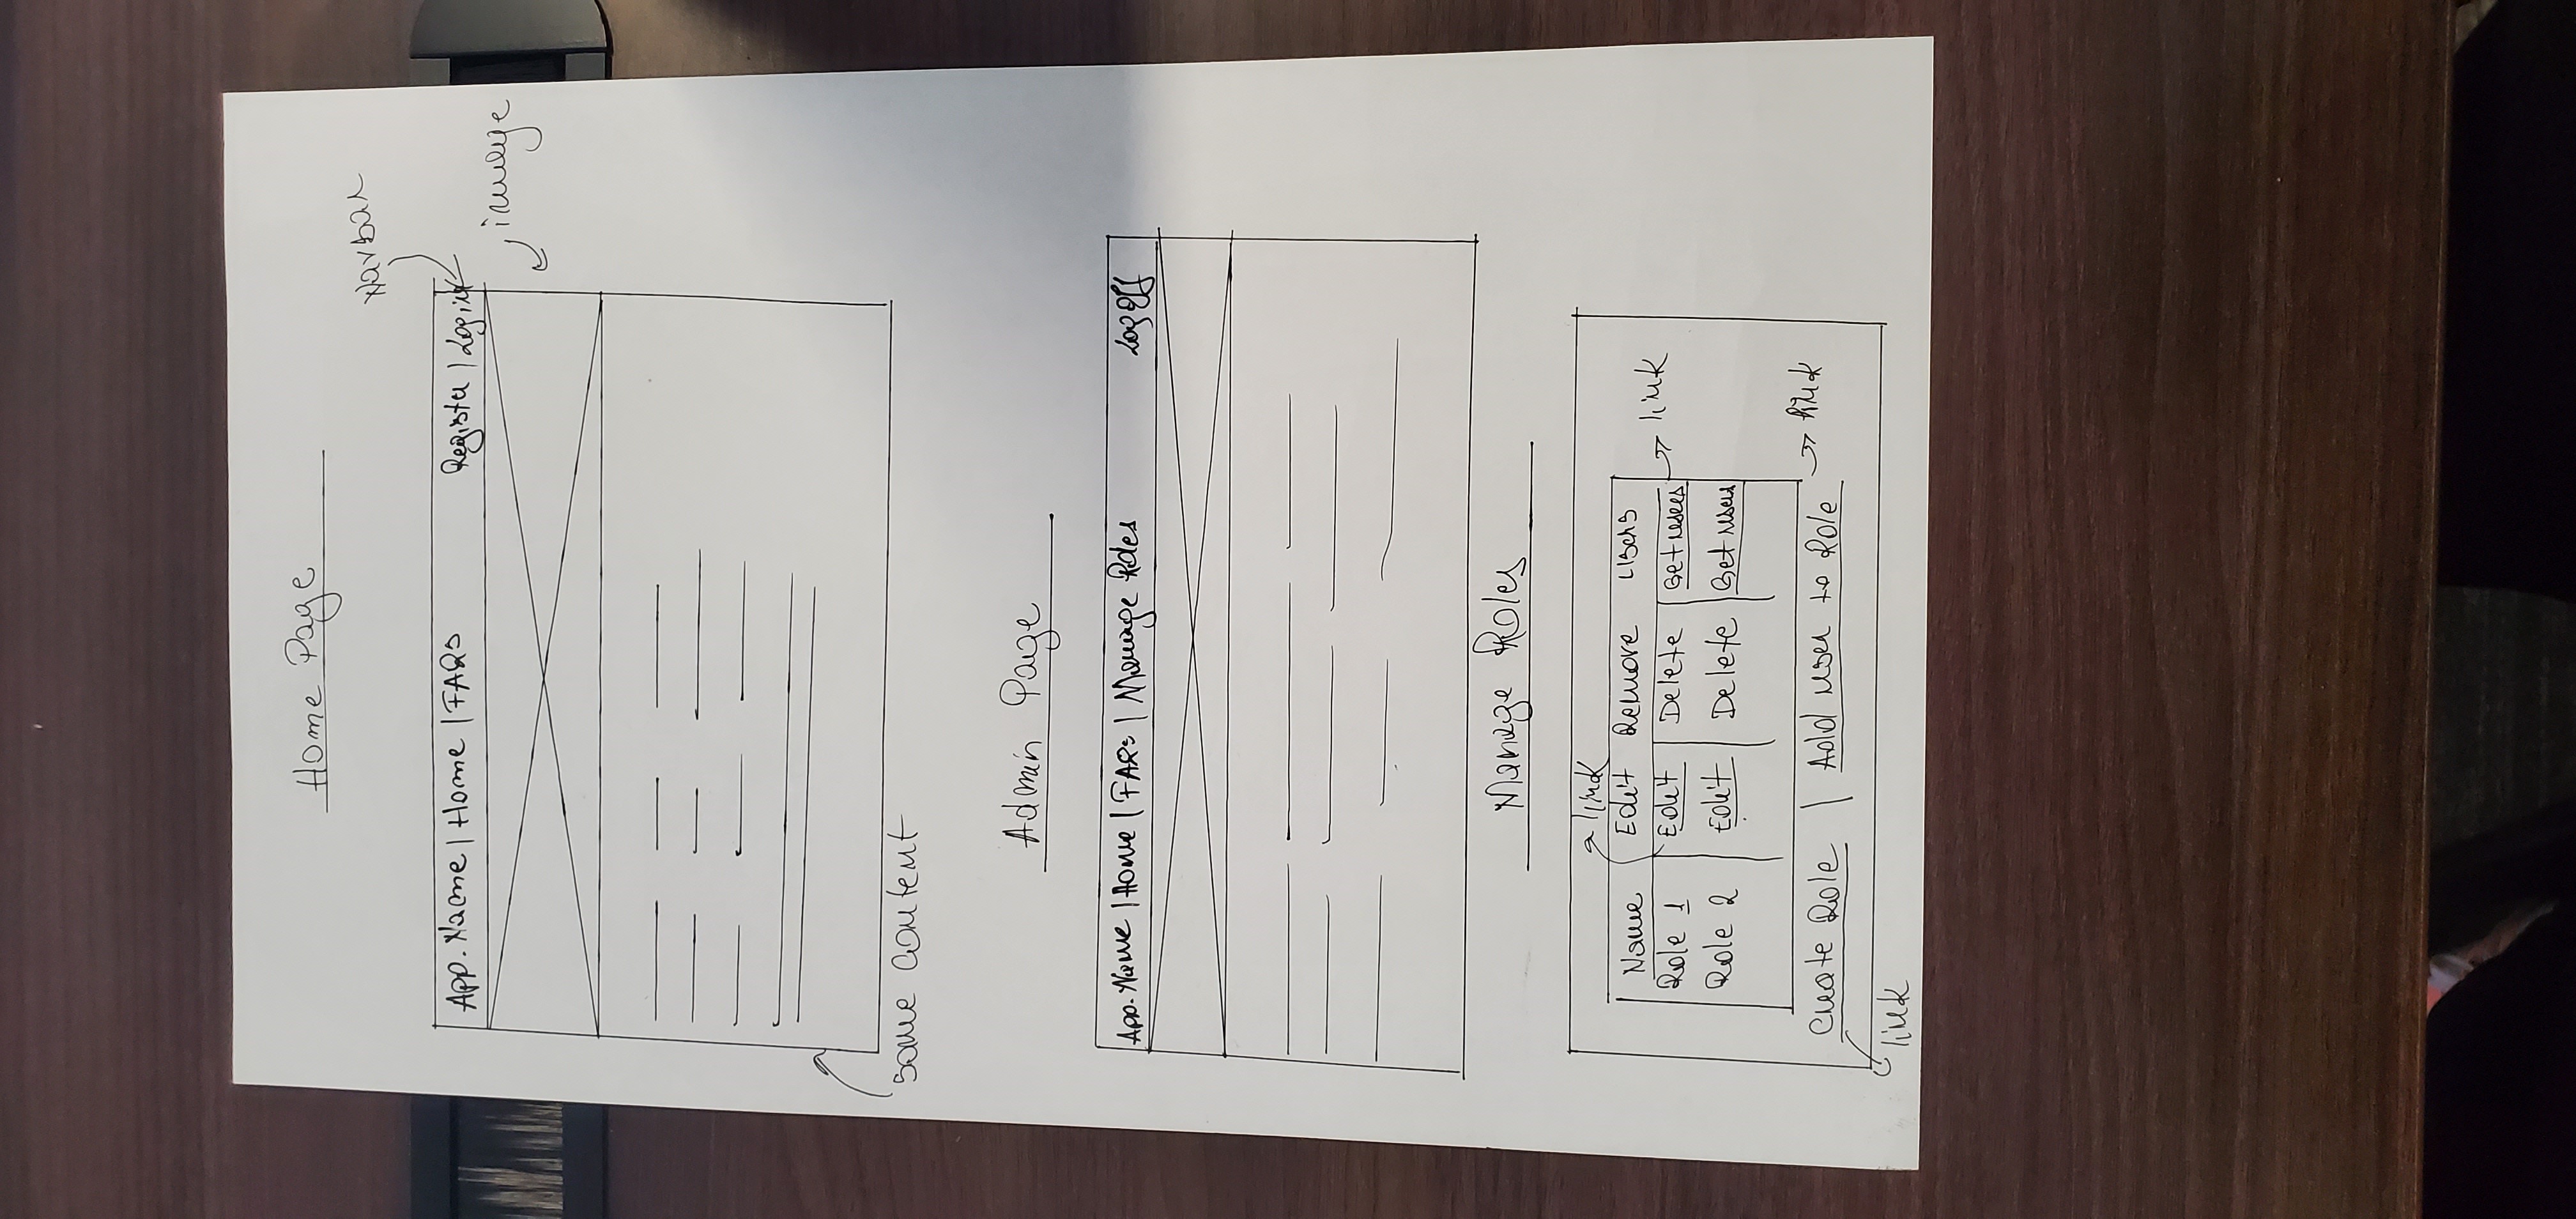 Home Page
Navbar
App. Name | Home | FAQs Register | Login
image
some content
Admin Page
App. Name | Home | FAQs | Manage Roles Log Off
Manage Roles
link
Name Edit Remove Users
Role 1 Edit Delete Get users
link
Role 2 Edit Delete Get users
Create Role | Add user to Role
link
link